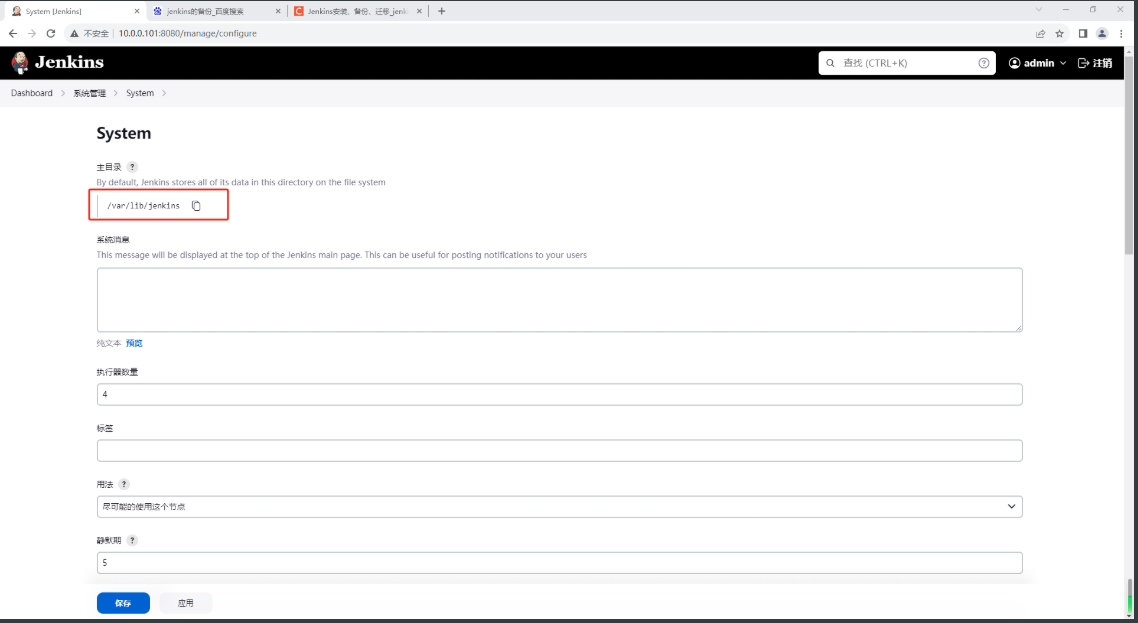 System [Jenkins]
jenkins的备份_百度搜索
Jenkins安装、备份、迁移_jenk
不安全
10.0.0.101:8080/manage/configure
Jenkins
查找 (CTRL+K)
admin
注销
Dashboard
系统管理
System
System
主目录 ?
By default, Jenkins stores all of its data in this directory on the file system
/var/lib/jenkins
系统消息
This message will be displayed at the top of the Jenkins main page. This can be useful for posting notifications to your users
纯文本 预览
执行器数量
4
标签
用法 ?
尽可能的使用这个节点
静默期 ?
5
保存
应用